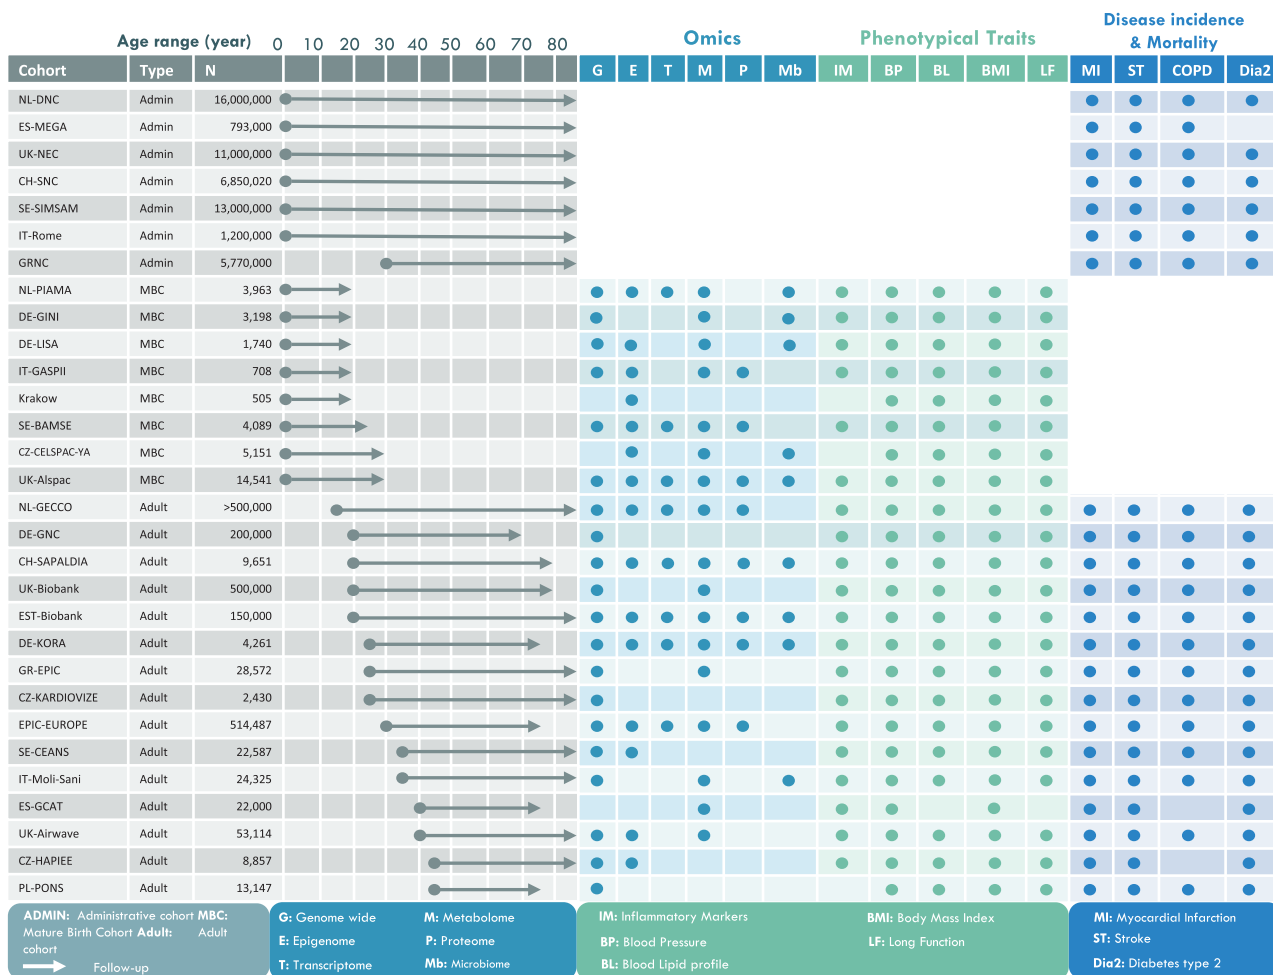 Disease incidence
& Mortality
Age range (year) 0 10 20 30 40 50 60 70 80 Omics Phenotypical Traits
Cohort Type N G E T M P Mb IM BP BL BMI LF MI ST COPD Dia2
NL-DNC Admin 16,000,000
ES-MEGA Admin 793,000
UK-NEC Admin 11,000,000
CH-SNC Admin 6,850,020
SE-SIMSAM Admin 13,000,000
IT-Rome Admin 1,200,000
GRNC Admin 5,770,000
NL-PIAMA MBC 3,963
DE-GINI MBC 3,198
DE-LISA MBC 1,740
IT-GASPII MBC 708
Krakow MBC 505
SE-BAMSE MBC 4,089
CZ-CELSPAC-YA MBC 5,151
UK-Alspac MBC 14,541
NL-GECCO Adult >500,000
DE-GNC Adult 200,000
CH-SAPALDIA Adult 9,651
UK-Biobank Adult 500,000
EST-Biobank Adult 150,000
DE-KORA Adult 4,261
GR-EPIC Adult 28,572
CZ-KARDIOVIZE Adult 2,430
EPIC-EUROPE Adult 514,487
SE-CEANS Adult 22,587
IT-Moli-Sani Adult 24,325
ES-GCAT Adult 22,000
UK-Airwave Adult 53,114
CZ-HAPIEE Adult 8,857
PL-PONS Adult 13,147
ADMIN: Administrative cohort MBC:
Mature Birth Cohort Adult: Adult
cohort
Follow-up
G: Genome wide
E: Epigenome
T: Transcriptome
M: Metabolome
P: Proteome
Mb: Microbiome
IM: Inflammatory Markers
BP: Blood Pressure
BL: Blood Lipid profile
BMI: Body Mass Index
LF: Long Function
MI: Myocardial Infarction
ST: Stroke
Dia2: Diabetes type 2